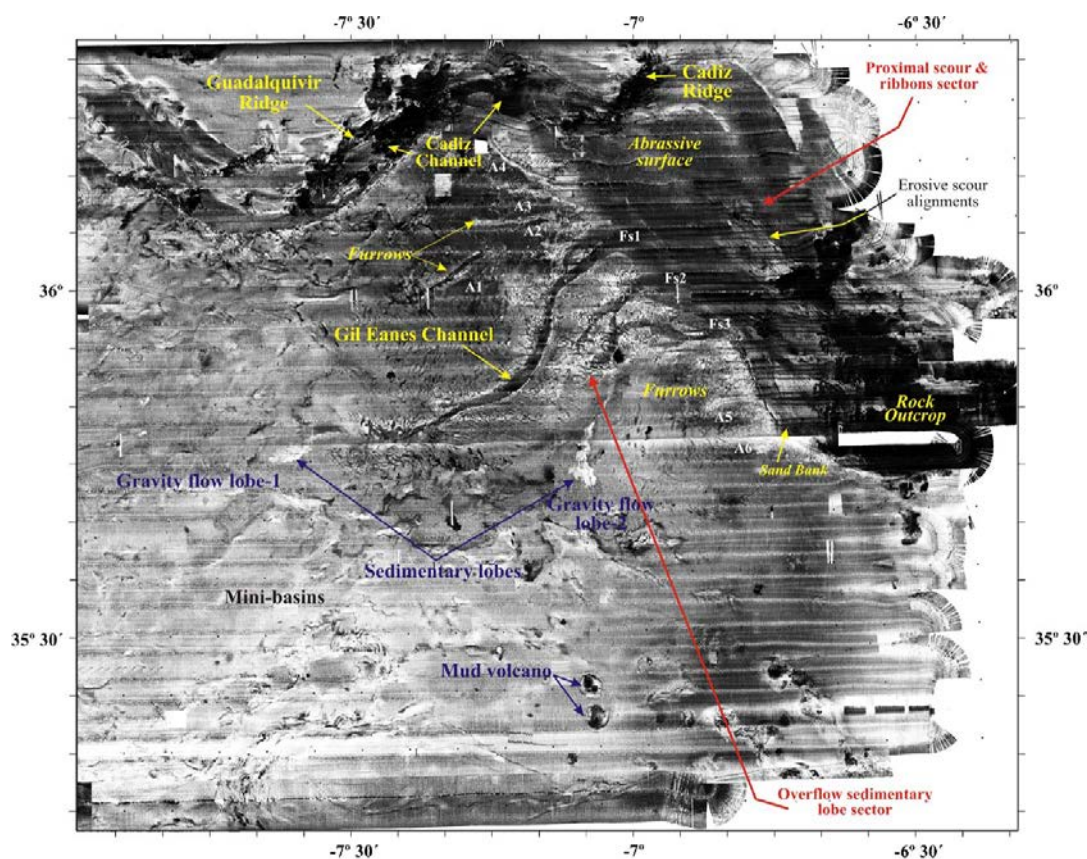 -7º 30´
-7º
-6º 30´
Guadalquivir
Ridge
Cadiz
Ridge
Proximal scour &
ribbons sector
Cadiz
Channel
Abrassive
surface
A4
Erosive scour
alignments
A3
A2
Fs1
Furrows
36º
A1
Fs2
36º
Gil Eanes Channel
Fs3
Furrows
A5
Rock
Outcrop
A6
Sand Bank
Gravity flow lobe-1
Gravity flow
lobe-2
Sedimentary lobes
Mini-basins
35º 30´
35º 30´
Mud volcano
Overflow sedimentary
lobe sector
-7º 30´
-7º
-6º 30´